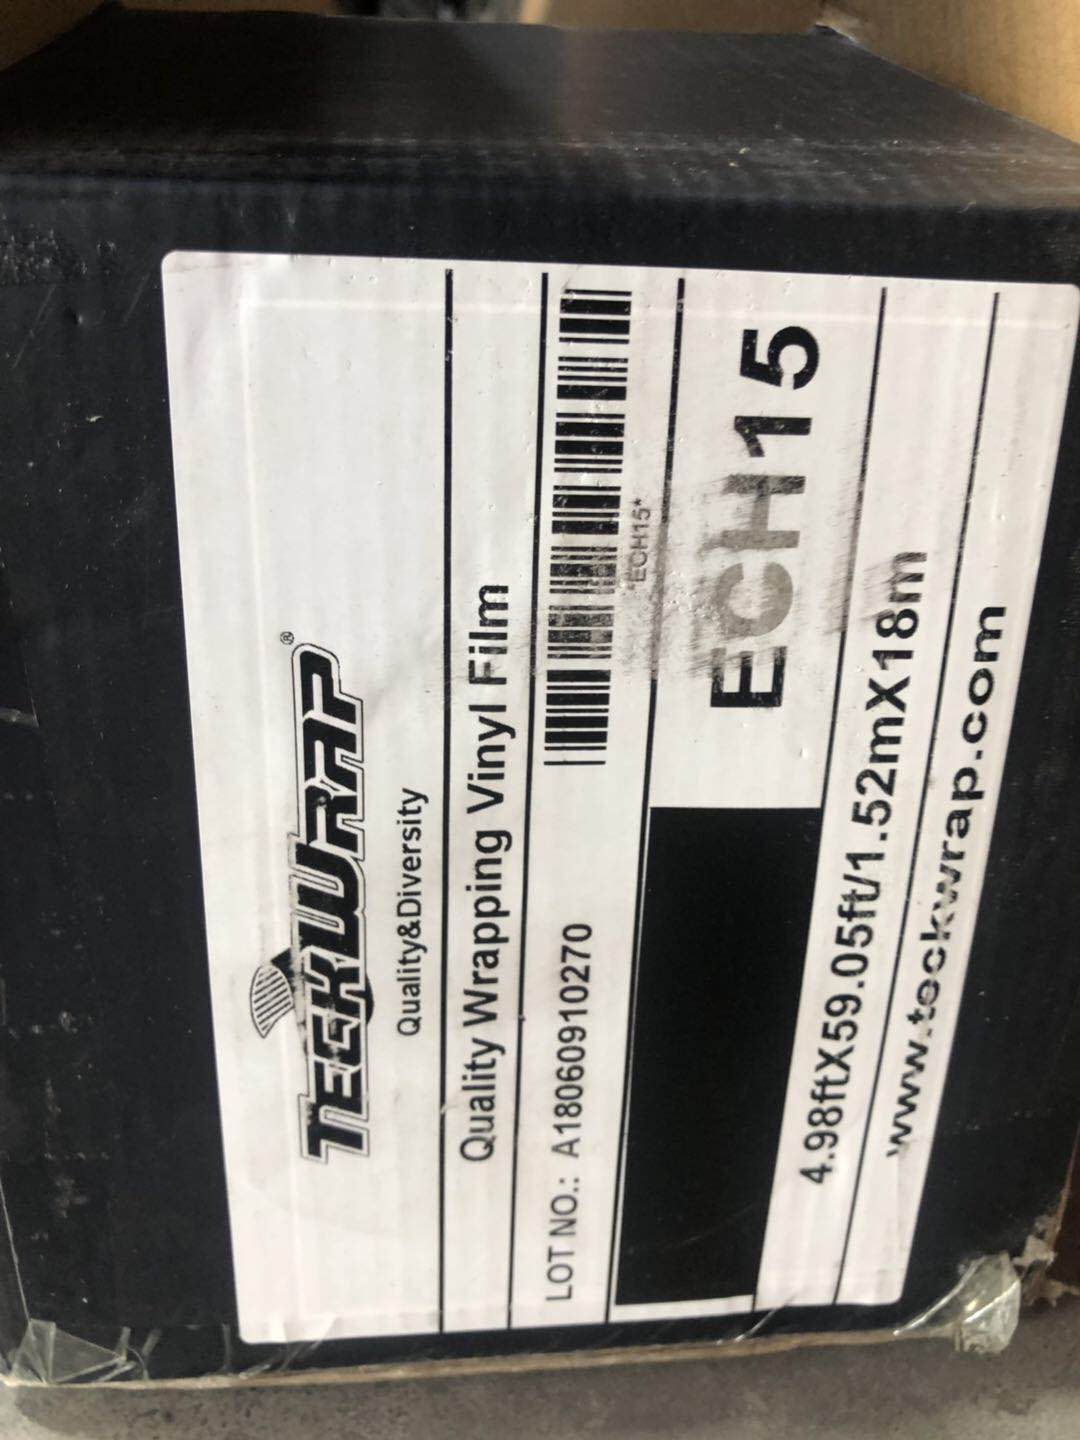 TECKWRAP®
Quality&Diversity
Quality Wrapping Vinyl Film
LOT NO.: A18060910270
*ECH15*
ECH15
4.98ftX59.05ft/1.52mX18m
www.teckwrap.com